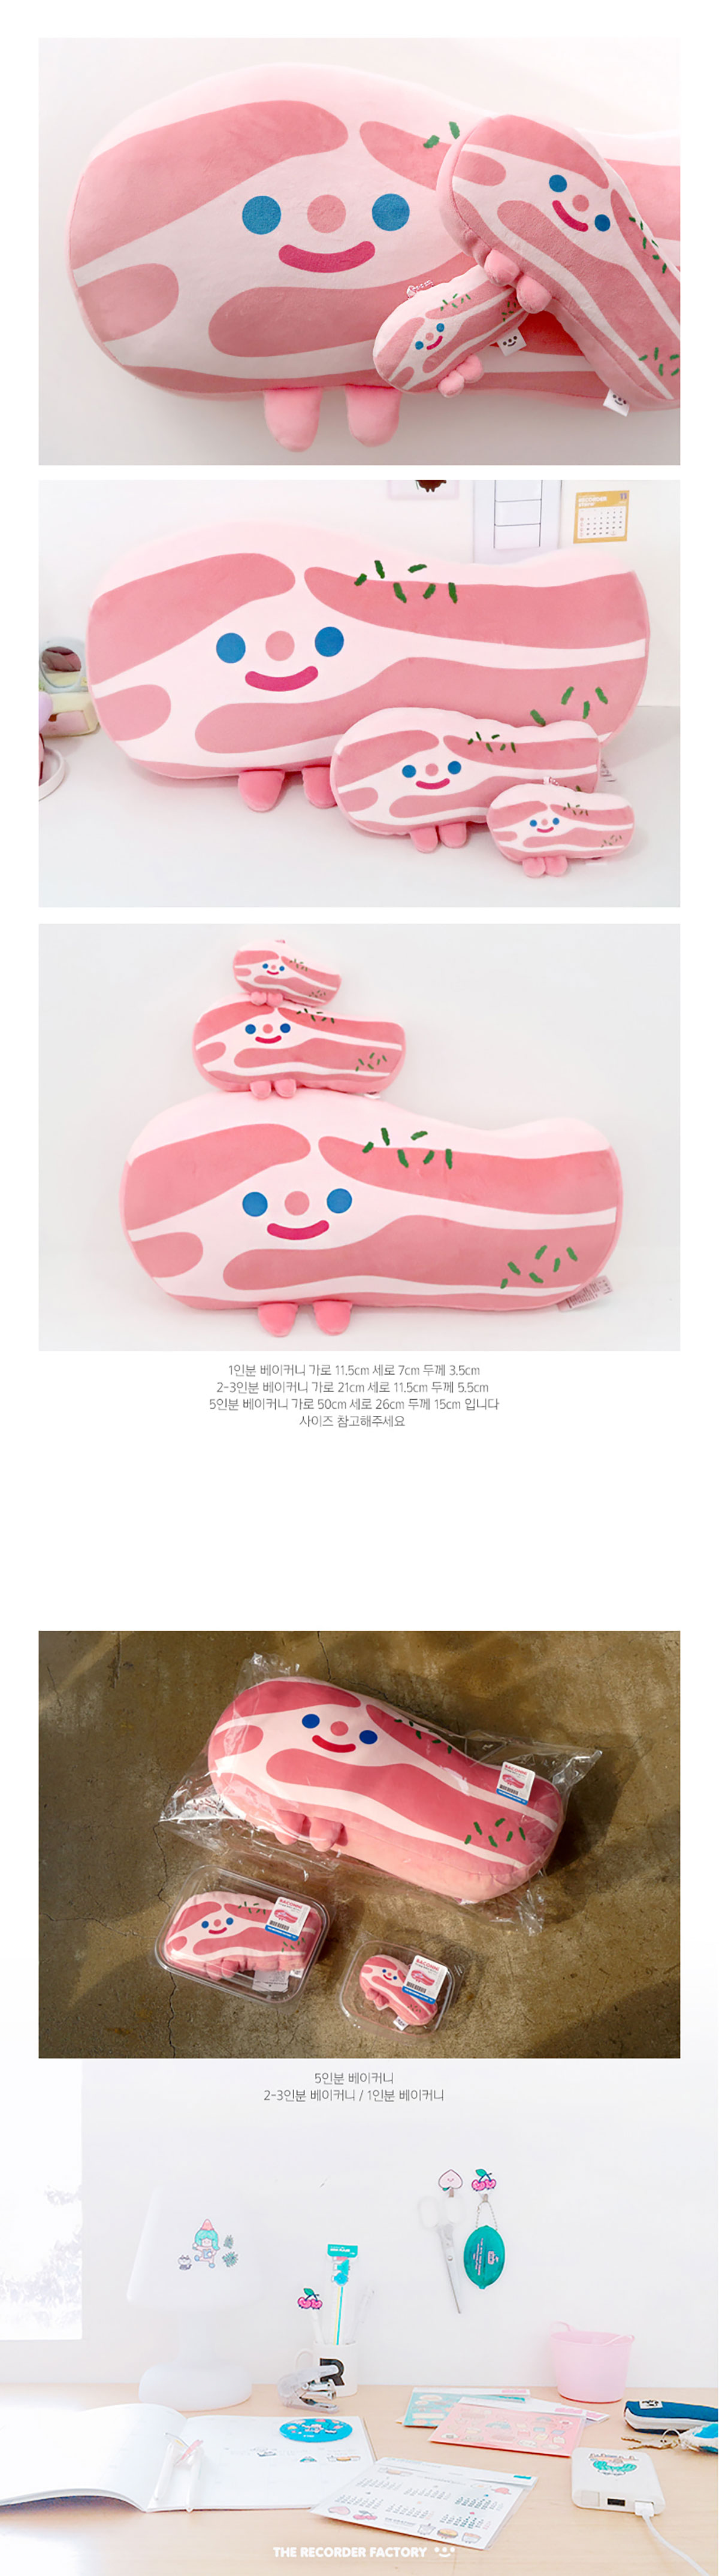 1인분 베이커니 가로 11.5cm 세로 7cm 두께 3.5cm
2-3인분 베이커니 가로 21cm 세로 11.5cm 두께 5.5cm
5인분 베이커니 가로 50cm 세로 26cm 두께 15cm 입니다
사이즈 참고해주세요
BACONNI
BACONNI
BACONNI
5인분 베이커니
2-3인분 베이커니 / 1인분 베이커니
R
THE RECORDER FACTORY